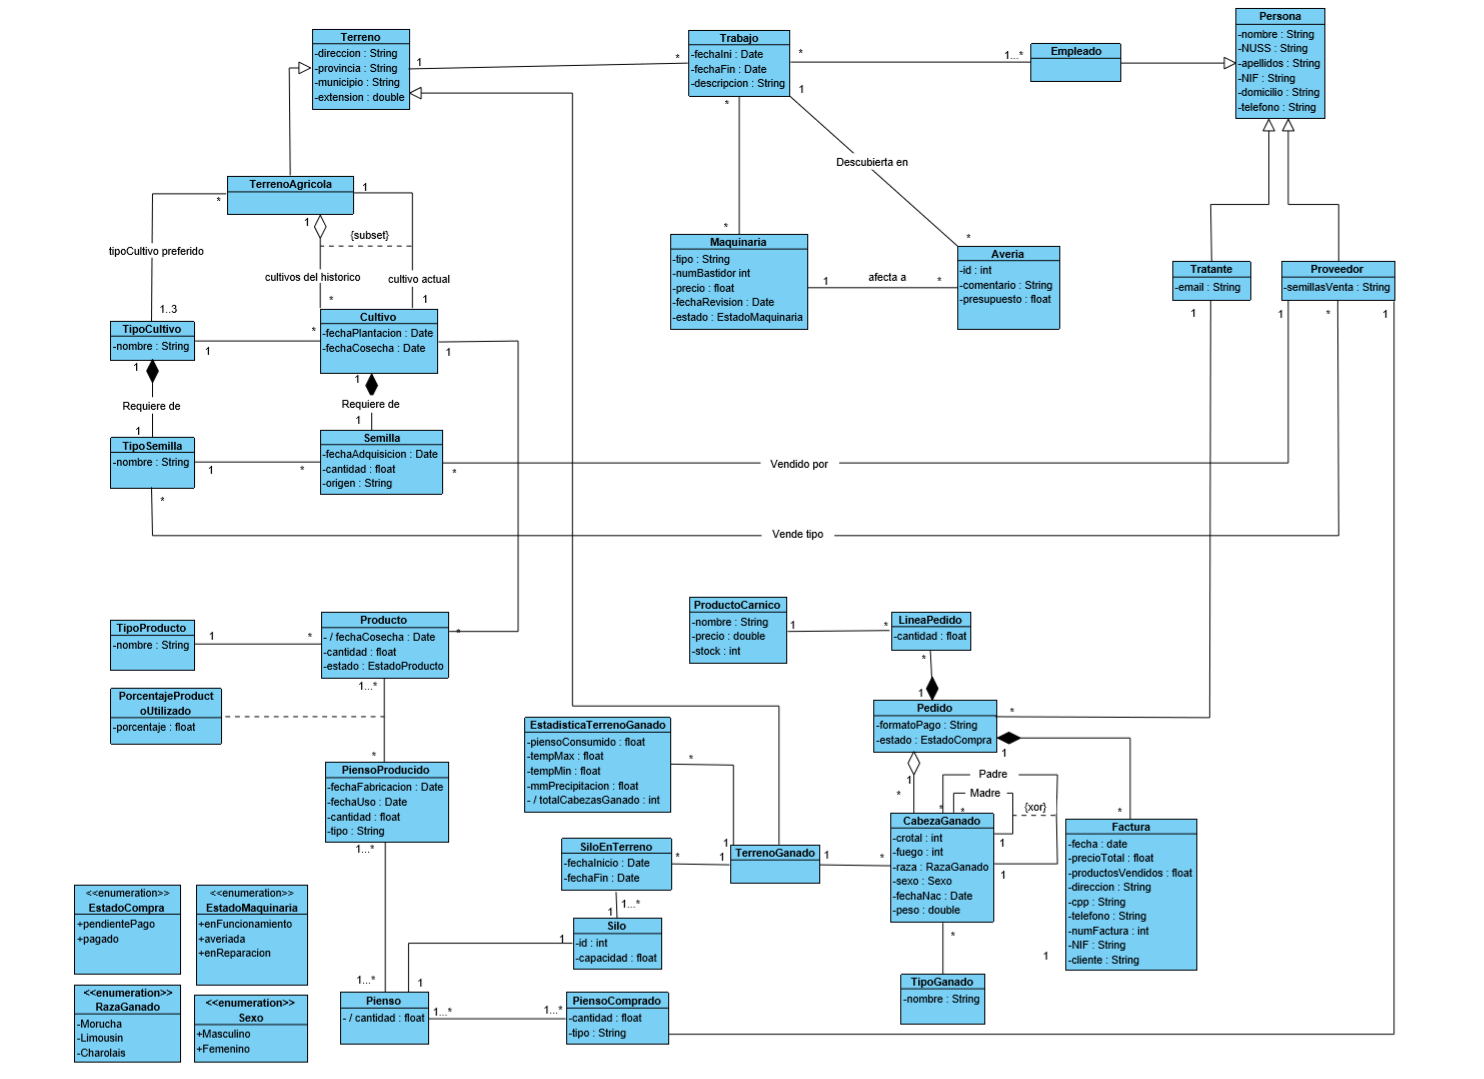 Persona
-nombre : String
-NUSS : String
-apellidos : String
-NIF : String
-domicilio : String
-telefono : String
Terreno
-direccion : String
-provincia : String
-municipio : String
-extension : double
1
*
Trabajo
-fechaIni : Date
-fechaFin : Date
-descripcion : String
*
1...*
Empleado
1
*
Descubierta en
*
*
TerrenoAgricola
1
*
1
{subset}
tipoCultivo preferido
cultivos del historico
cultivo actual
*
1
1..3
Maquinaria
-tipo : String
-numBastidor int
-precio : float
-fechaRevision : Date
-estado : EstadoMaquinaria
1
afecta a
*
Averia
-id : int
-comentario : String
-presupuesto : float
Tratante
-email : String
1
Proveedor
-semillasVenta : String
1
*
1
TipoCultivo
-nombre : String
1
*
Cultivo
-fechaPlantacion : Date
-fechaCosecha : Date
1
1
1
Requiere de
Requiere de
1
1
TipoSemilla
-nombre : String
1
*
Semilla
-fechaAdquisicion : Date
-cantidad : float
-origen : String
*
Vendido por
*
Vende tipo
TipoProducto
-nombre : String
1
*
Producto
- / fechaCosecha : Date
-cantidad : float
-estado : EstadoProducto
*
1...*
ProductoCarnico
-nombre : String
-precio : double
-stock : int
1
*
LineaPedido
-cantidad : float
*
1
Pedido
-formatoPago : String
-estado : EstadoCompra
*
1
1
*
PorcentajeProduct
oUtilizado
-porcentaje : float
*
PiensoProducido
-fechaFabricacion : Date
-fechaUso : Date
-cantidad : float
-tipo : String
1...*
EstadisticaTerrenoGanado
-piensoConsumido : float
-tempMax : float
-tempMin : float
-mmPrecipitacion : float
- / totalCabezasGanado : int
*
1
Padre
Madre
{xor}
*
*
CabezaGanado
-crotal : int
-fuego : int
-raza : RazaGanado
-sexo : Sexo
-fechaNac : Date
-peso : double
1
1
*
*
Factura
-fecha : date
-precioTotal : float
-productosVendidos : float
-direccion : String
-cpp : String
-telefono : String
-numFactura : int
-NIF : String
-cliente : String
1
SiloEnTerreno
-fechaInicio : Date
-fechaFin : Date
*
1
TerrenoGanado
1
*
1...*
1
Silo
-id : int
-capacidad : float
1
TipoGanado
-nombre : String
<<enumeration>>
EstadoCompra
+pendientePago
+pagado
<<enumeration>>
EstadoMaquinaria
+enFuncionamiento
+averiada
+enReparacion
<<enumeration>>
RazaGanado
-Morucha
-Limousin
-Charolais
<<enumeration>>
Sexo
+Masculino
+Femenino
1...*
1
Pienso
- / cantidad : float
1...*
1...*
PiensoComprado
-cantidad : float
-tipo : String